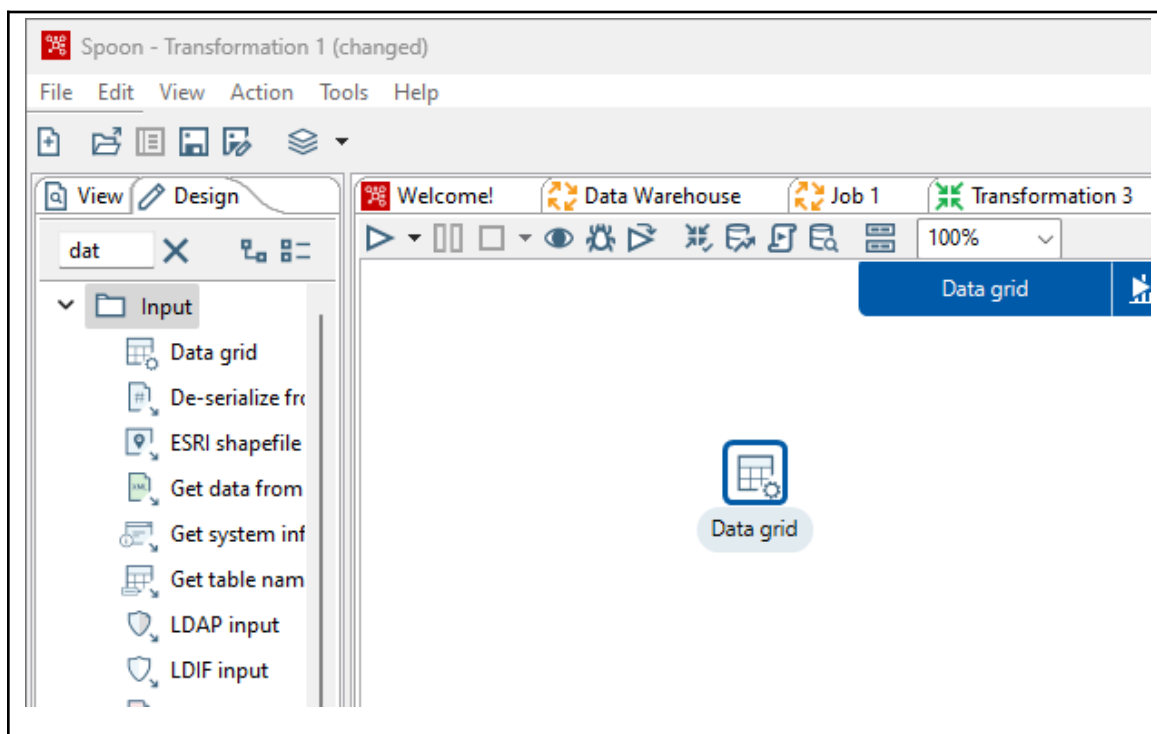 Spoon - Transformation 1 (changed)
File Edit View Action Tools Help
View Design
Welcome! Data Warehouse Job 1 Transformation 3
dat
100%
Data grid
Input
Data grid
De-serialize fro
ESRI shapefile
Get data from
Get system inf
Get table nam
LDAP input
LDIF input
Data grid